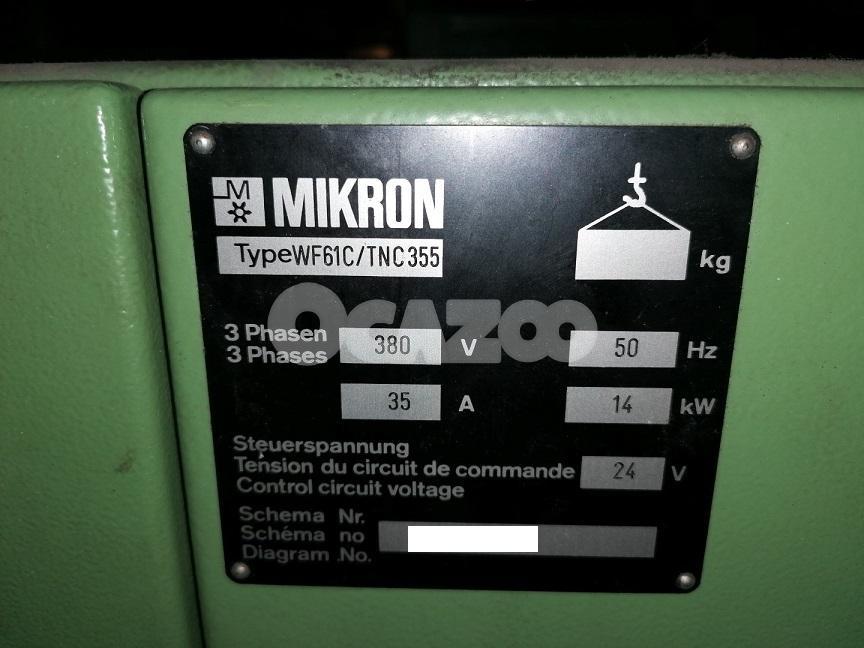 M MIKRON
Type WF61C/TNC355
kg
OCAZOO
3 Phasen
3 Phases 380 V 50 Hz
35 A 14 kW
Steuerspannung
Tension du circuit de commande 24 V
Control circuit voltage
Schema Nr.
Schéma no
Diagram No.